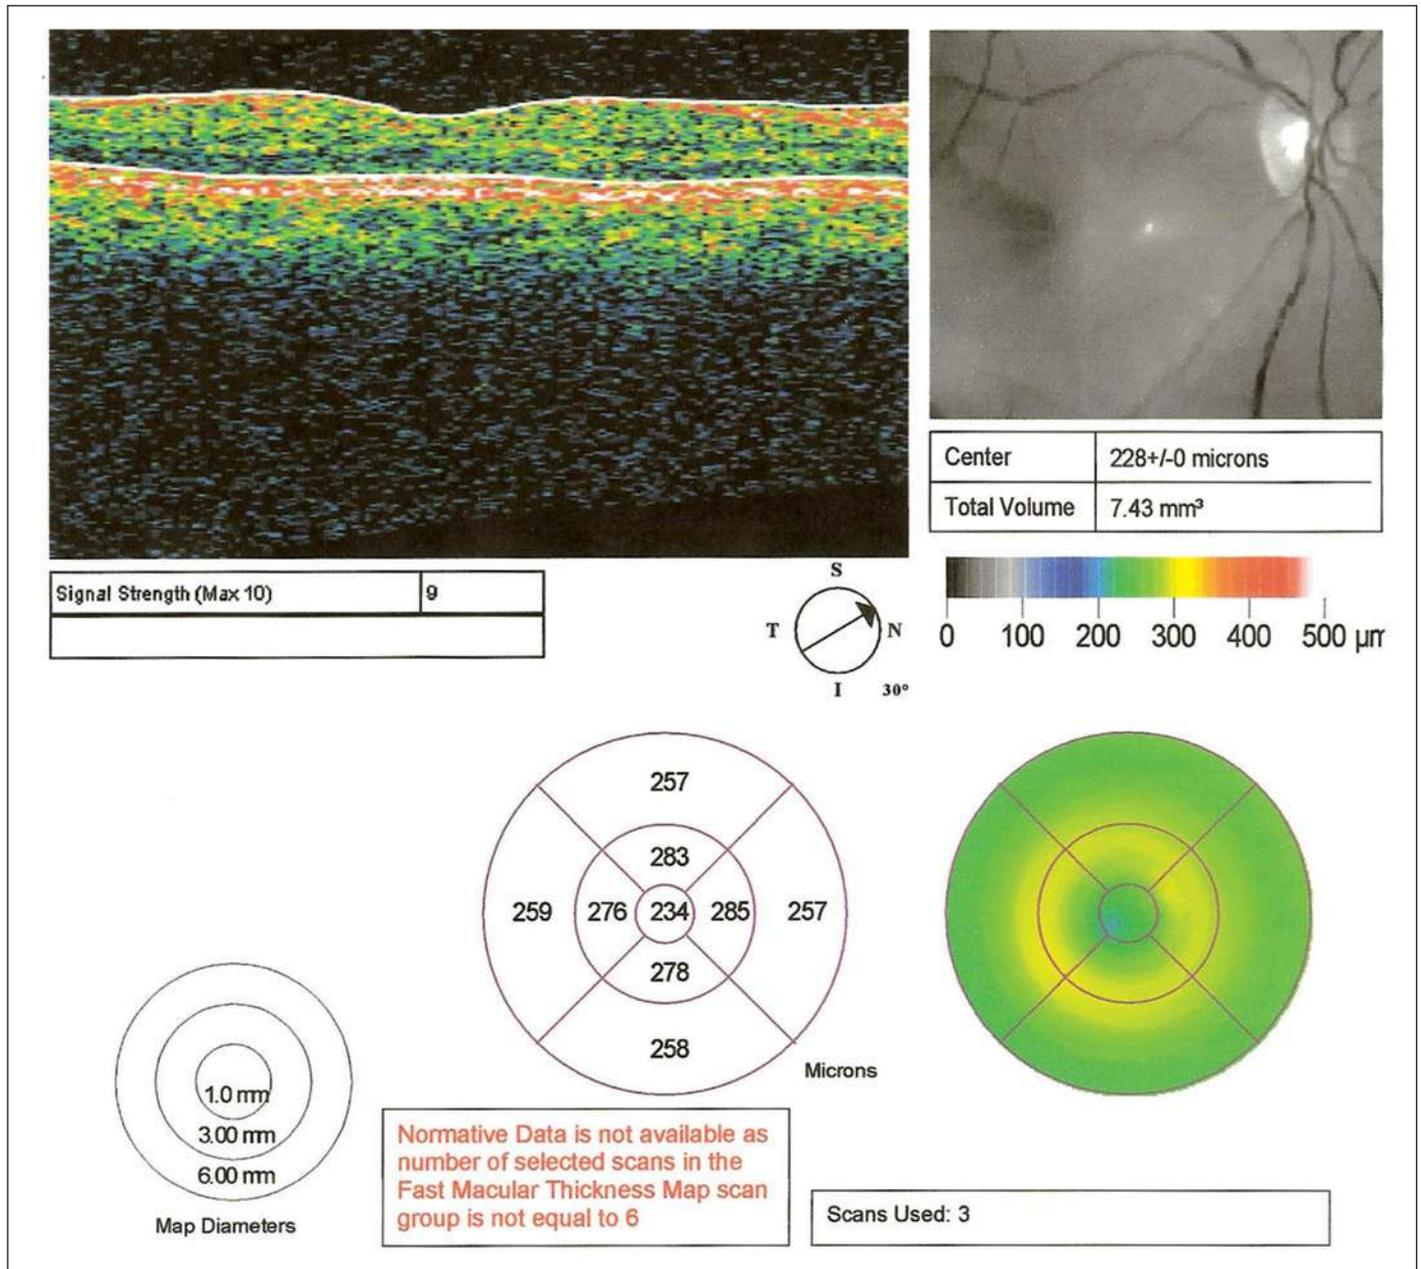 Center 228+/-0 microns
Total Volume 7.43 mm³
Signal Strength (Max 10) 9
S
T N
I 30°
0 100 200 300 400 500 µm
257
283
259 276 234 285 257
278
258
Microns
1.0 mm
3.00 mm
6.00 mm
Map Diameters
Normative Data is not available as
number of selected scans in the
Fast Macular Thickness Map scan
group is not equal to 6
Scans Used: 3